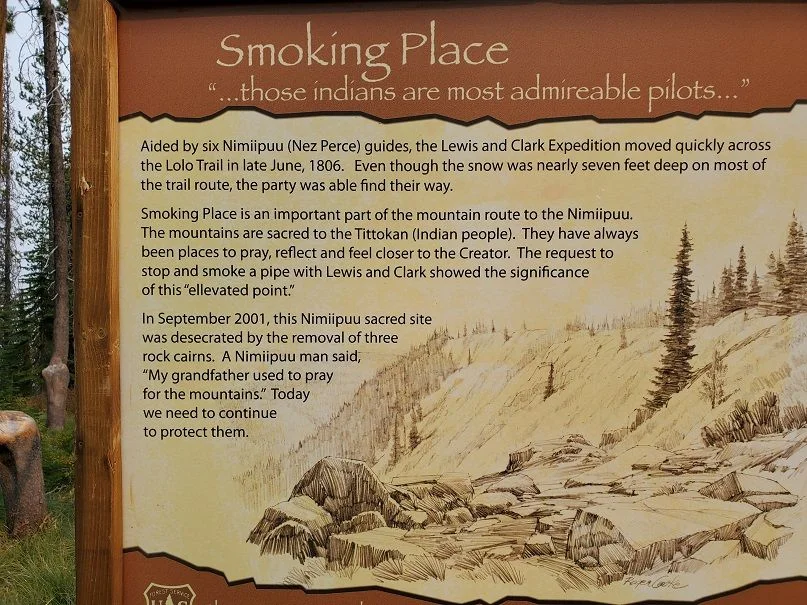 Smoking Place
"...those indians are most admireable pilots..."
Aided by six Nimiipuu (Nez Perce) guides, the Lewis and Clark Expedition moved quickly across
the Lolo Trail in late June, 1806. Even though the snow was nearly seven feet deep on most of
the trail route, the party was able find their way.
Smoking Place is an important part of the mountain route to the Nimiipuu.
The mountains are sacred to the Tittokan (Indian people). They have always
been places to pray, reflect and feel closer to the Creator. The request to
stop and smoke a pipe with Lewis and Clark showed the significance
of this "ellevated point."
In September 2001, this Nimiipuu sacred site
was desecrated by the removal of three
rock cairns. A Nimiipuu man said,
"My grandfather used to pray
for the mountains." Today
we need to continue
to protect them.
FOREST SERVICE